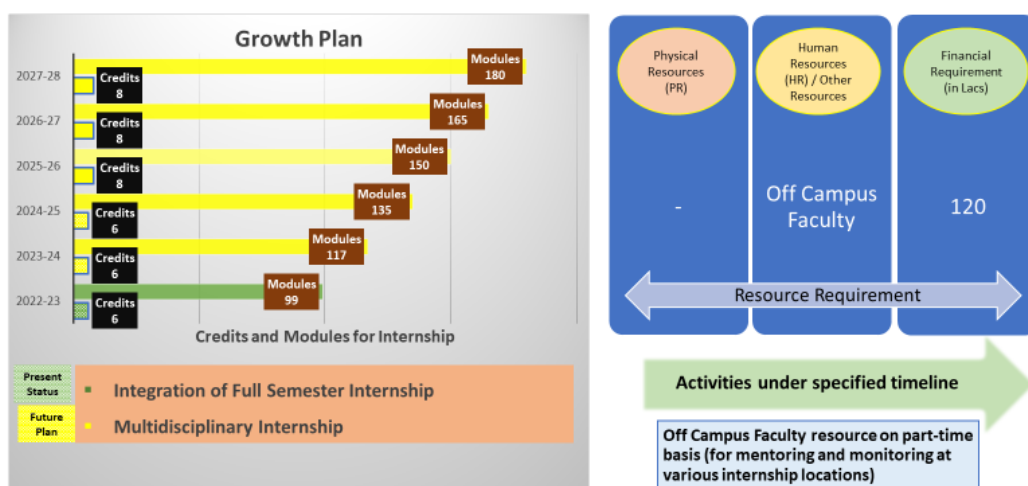 Growth Plan
2027-28
Modules
180
Credits
8
2026-27
Modules
165
Credits
8
2025-26
Modules
150
Credits
8
2024-25
Modules
135
Credits
6
2023-24
Modules
117
Credits
6
2022-23
Modules
99
Credits
6
Credits and Modules for Internship
Present
Status
Integration of Full Semester Internship
Future
Plan
Multidisciplinary Internship
Physical
Resources
(PR)
Human
Resources
(HR) / Other
Resources
Financial
Requirement
(in Lacs)
-
Off Campus
Faculty
120
Resource Requirement
Activities under specified timeline
Off Campus Faculty resource on part-time
basis (for mentoring and monitoring at
various internship locations)